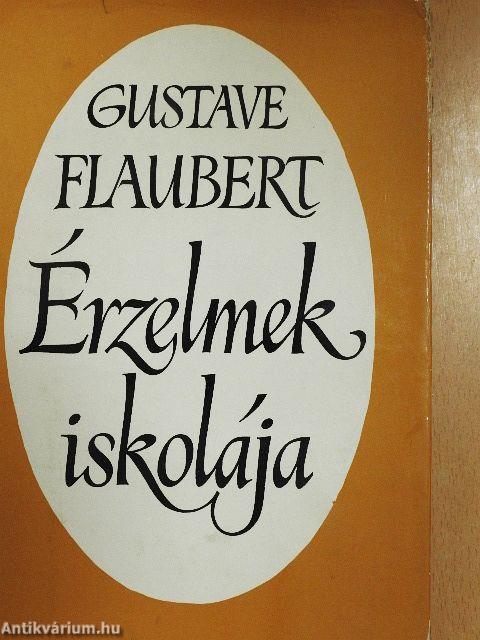 GUSTAVE
FLAUBERT
Érzelmek
iskolája
Antikvárium.hu